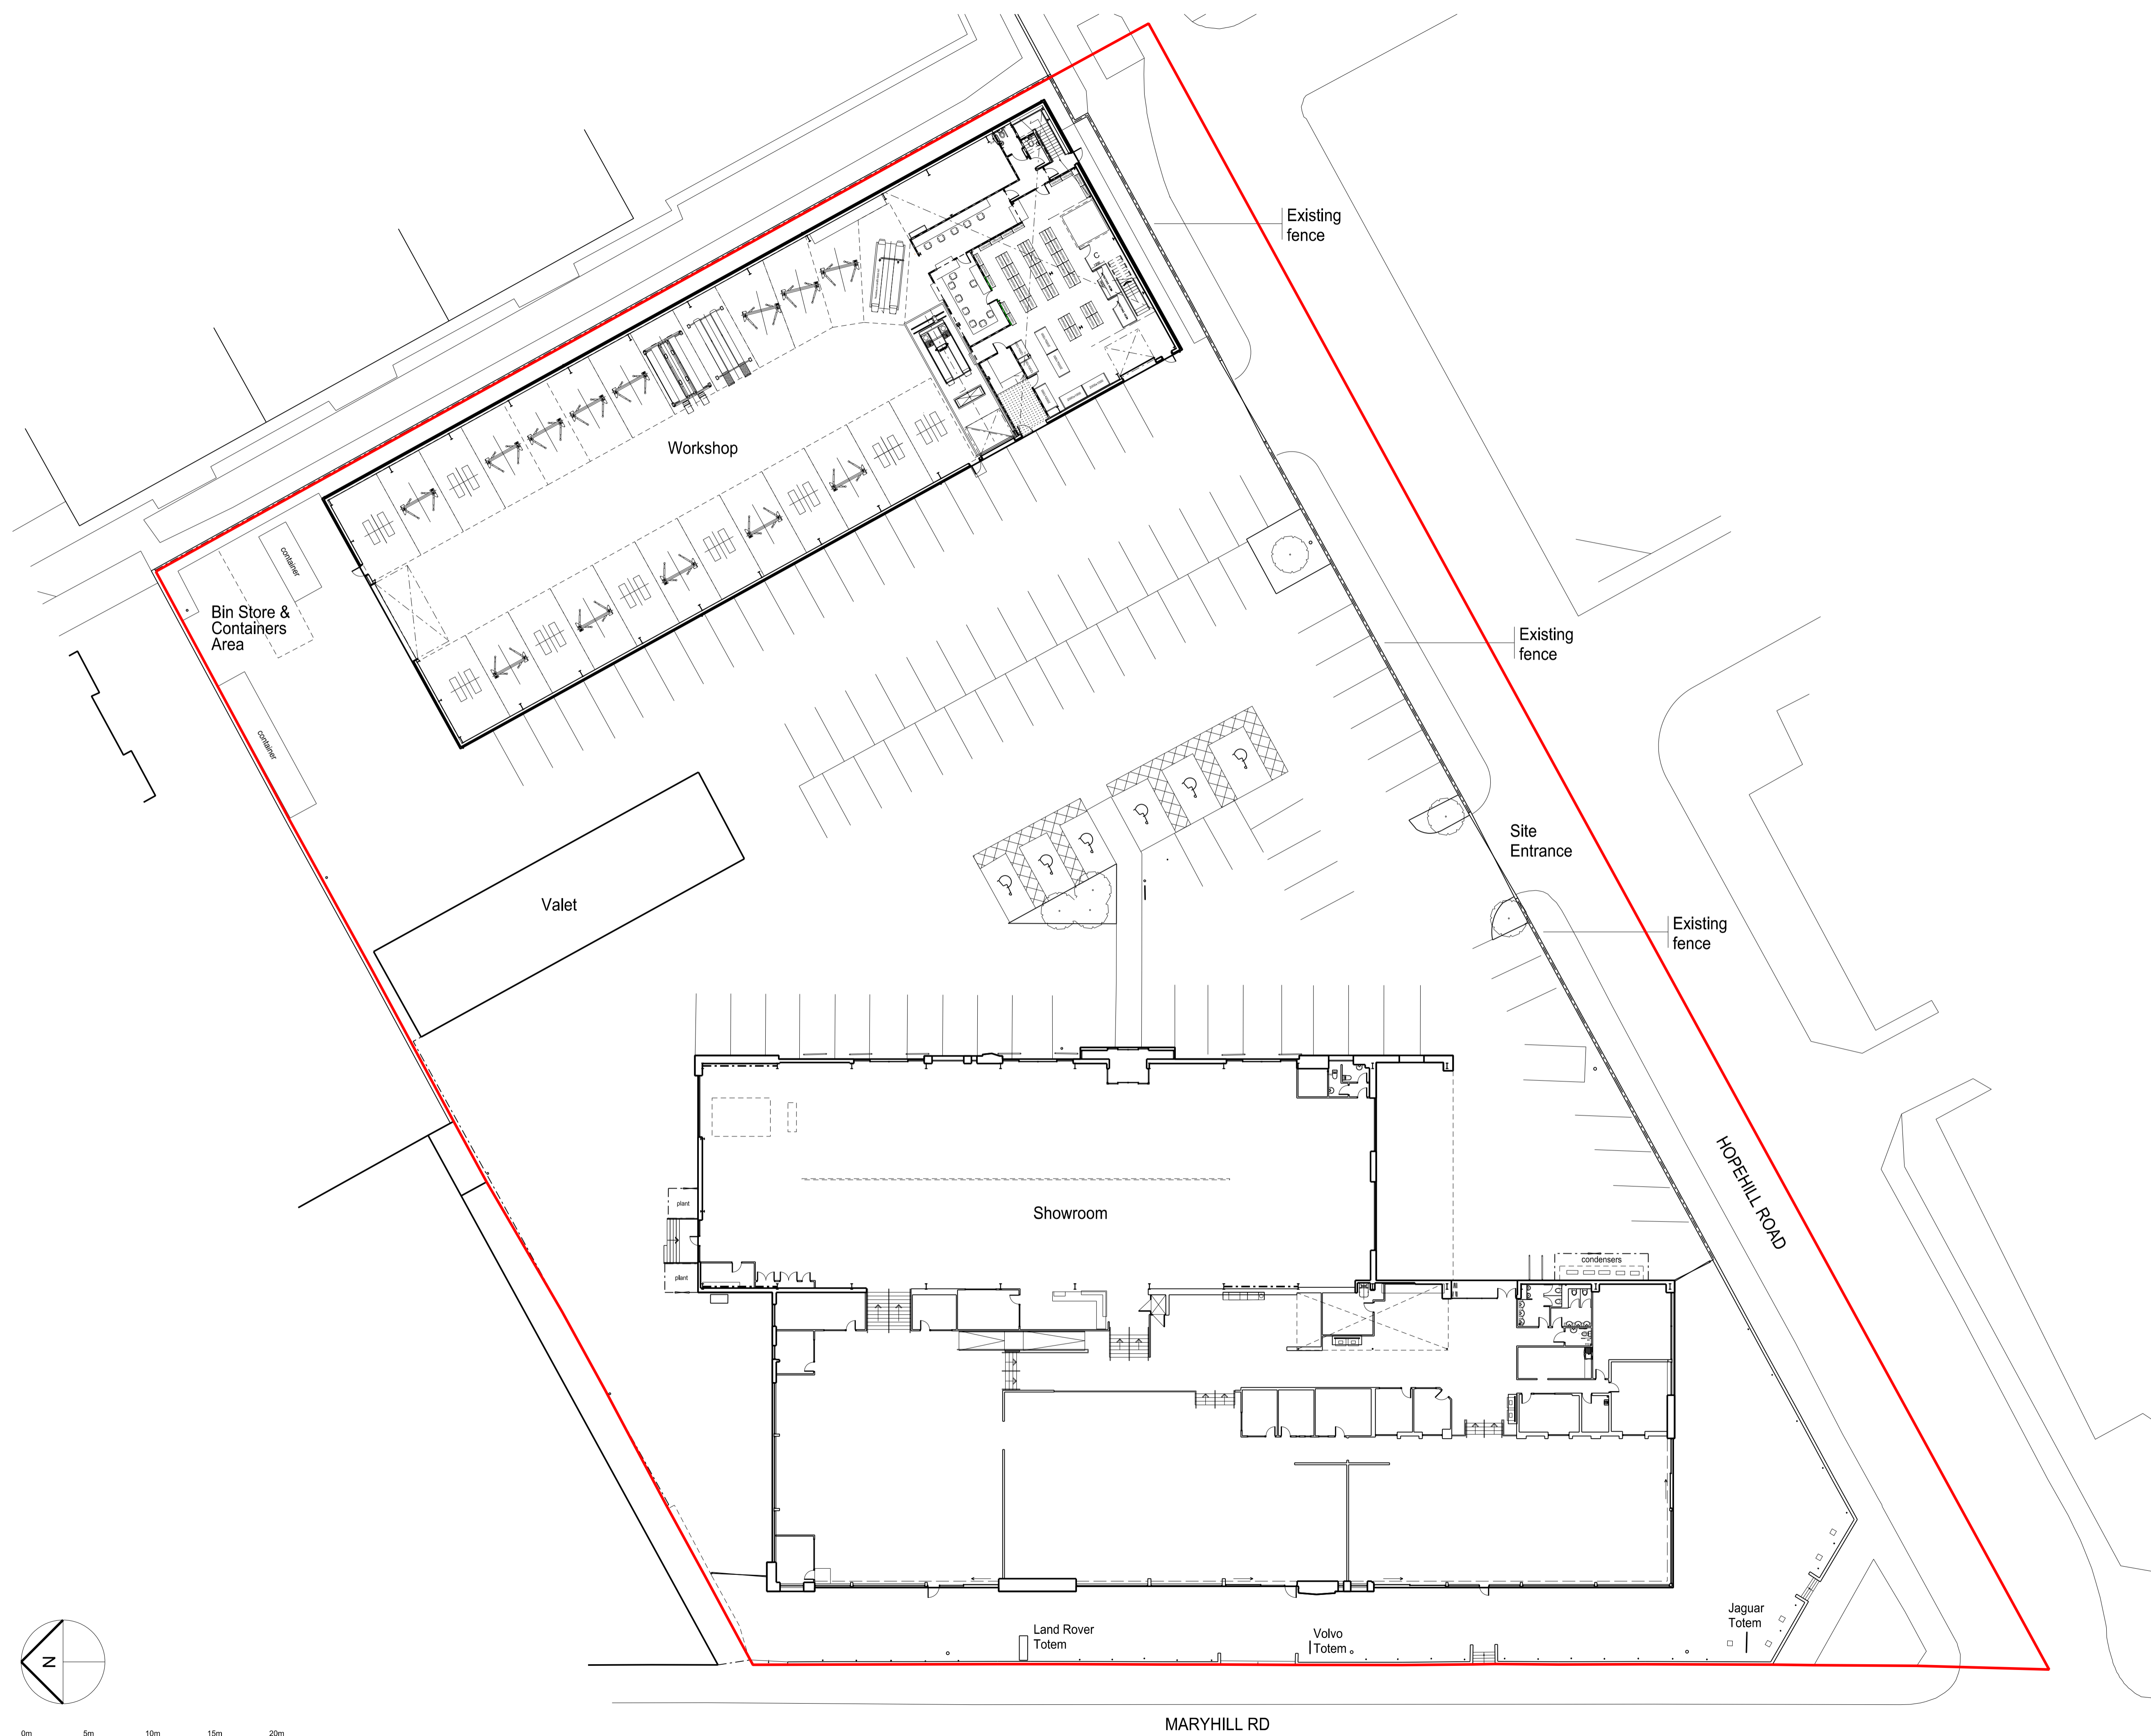 Existing
fence
Workshop
container
Bin Store &
Containers
Area
Existing
fence
container
Site
Entrance
Valet
Existing
fence
HOPEHILL ROAD
plant
Showroom
plant
condensers
Jaguar
Totem
Land Rover
Totem
Volvo
Totem
N
MARYHILL RD
0m 5m 10m 15m 20m